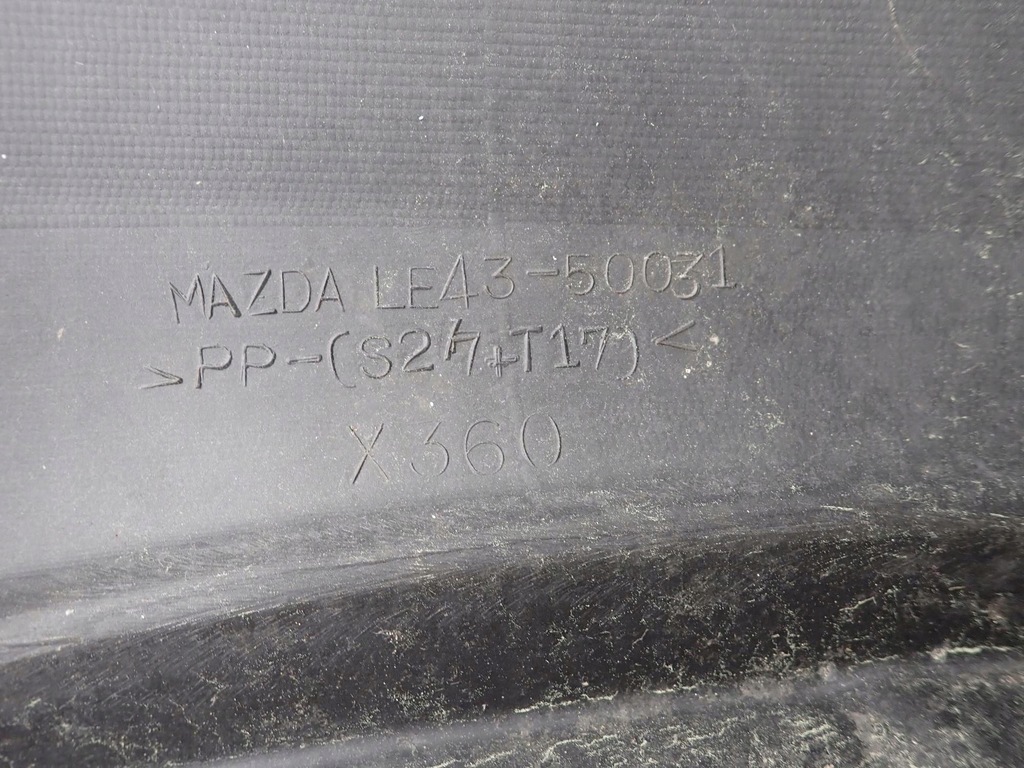 MAZDA LE43-50031
>PP-(S27+T17)<
X360